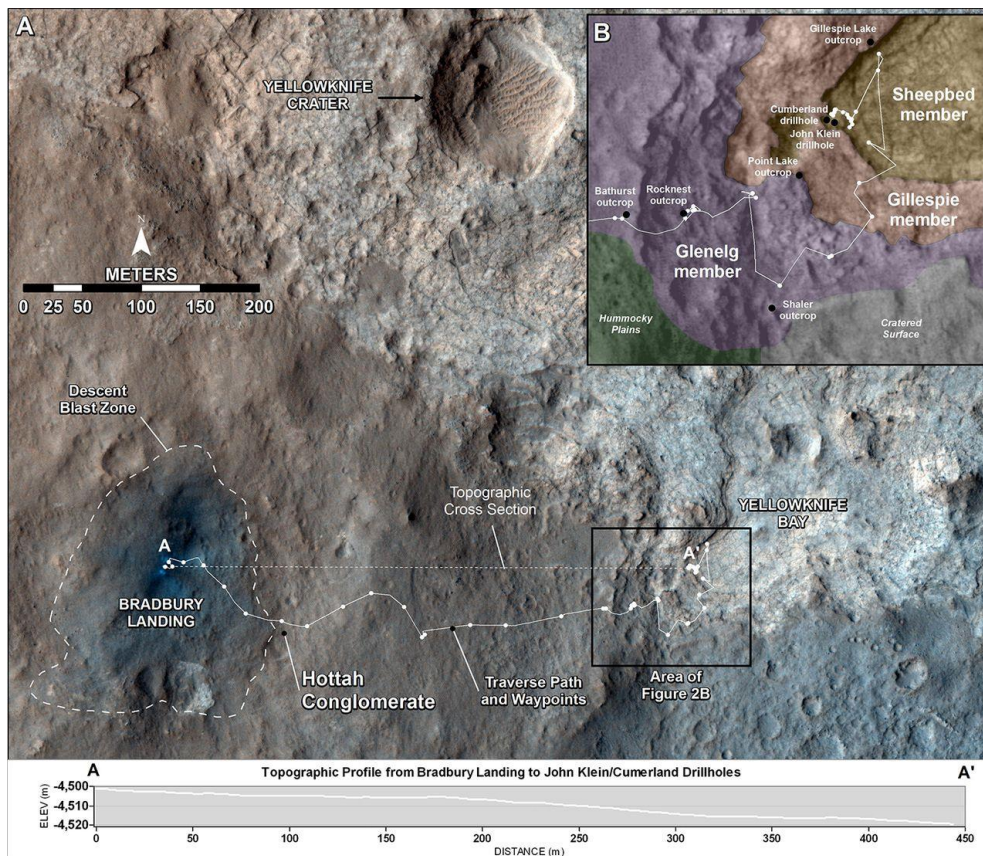 A
YELLOWKNIFE
CRATER
N
METERS
0 25 50 100 150 200
B
Gillespie Lake
outcrop
Sheepbed
member
Cumberland
drillhole
John Klein
drillhole
Point Lake
outcrop
Bathurst
outcrop
Rocknest
outcrop
Gillespie
member
Glenelg
member
Shaler
outcrop
Hummocky
Plains
Cratered
Surface
Descent
Blast Zone
Topographic
Cross Section
YELLOWKNIFE
BAY
A
A'
BRADBURY
LANDING
Hottah
Conglomerate
Traverse Path
and Waypoints
Area of
Figure 2B
A
Topographic Profile from Bradbury Landing to John Klein/Cumerland Drillholes
A'
ELEV (m)
-4,500
-4,510
-4,520
0 50 100 150 200 250 300 350 400 450
DISTANCE (m)